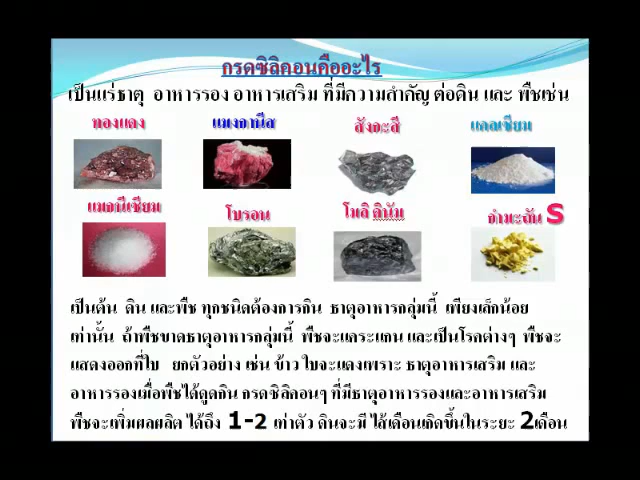 กรดซิลิคอนคืออะไร
เป็นแร่ธาตุ อาหารรอง อาหารเสริม ที่มีความสำคัญ ต่อดิน และ พืชเช่น
ทองแดง แมงกานีส สังกะสี แคลเซียม
แมกนีเซียม โบรอน โมลิ ดินัม กำมะถัน S
เป็นต้น ดิน และพืช ทุกชนิดต้องการกิน ธาตุอาหารกลุ่มนี้ เพียงเล็กน้อย
เท่านั้น ถ้าพืชขาดธาตุอาหารกลุ่มนี้ พืชจะแคระแกน และเป็นโรคต่างๆ พืชจะ
แสดงออกที่ใบ ยกตัวอย่าง เช่น ข้าว ใบจะแดงเพราะ ธาตุอาหารเสริม และ
อาหารรองเมื่อพืชได้ดูดกิน กรดซิลิคอนๆ ที่มีธาตุอาหารรองและอาหารเสริม
พืชจะเพิ่มผลผลิต ได้ถึง 1-2 เท่าตัว ดินจะมี ไส้เดือนเกิดขึ้นในระยะ 2เดือน